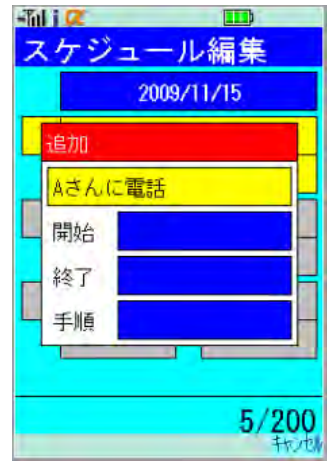 スケジュール編集
2009/11/15
追加
Aさんに電話
開始
終了
手順
5/200
キャンセル